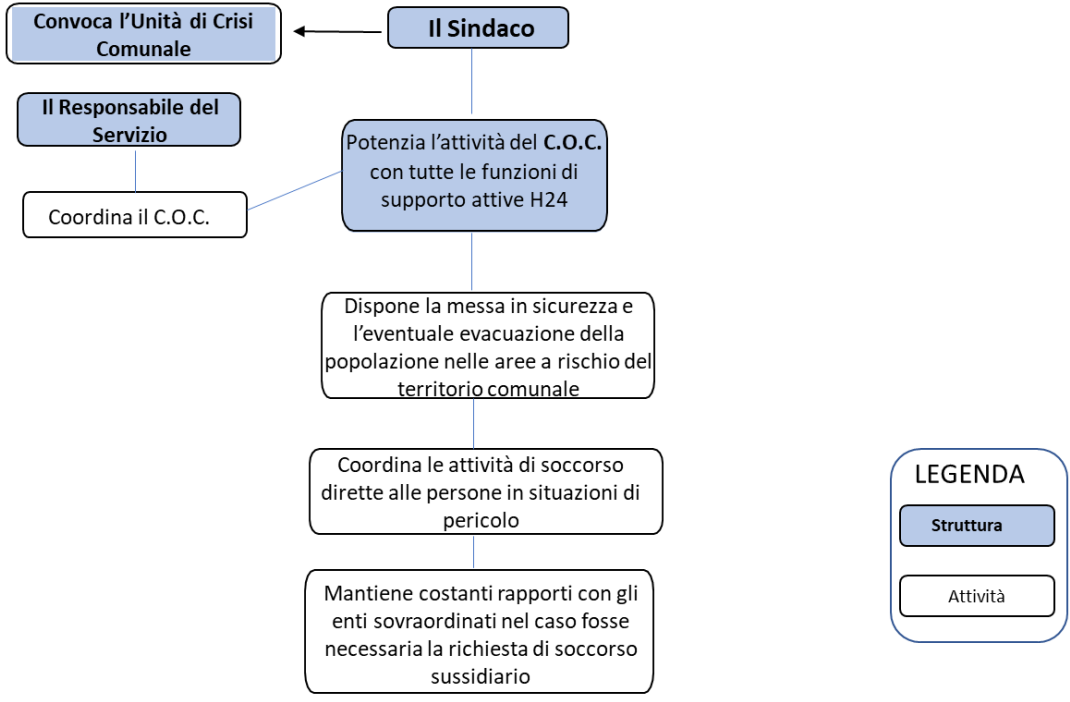 Convoca l’Unità di Crisi
Comunale
Il Sindaco
Il Responsabile del
Servizio
Potenzia l’attività del C.O.C.
con tutte le funzioni di
supporto attive H24
Coordina il C.O.C.
Dispone la messa in sicurezza e
l’eventuale evacuazione della
popolazione nelle aree a rischio del
territorio comunale
Coordina le attività di soccorso
dirette alle persone in situazioni di
pericolo
Mantiene costanti rapporti con gli
enti sovraordinati nel caso fosse
necessaria la richiesta di soccorso
sussidiario
LEGENDA
Struttura
Attività